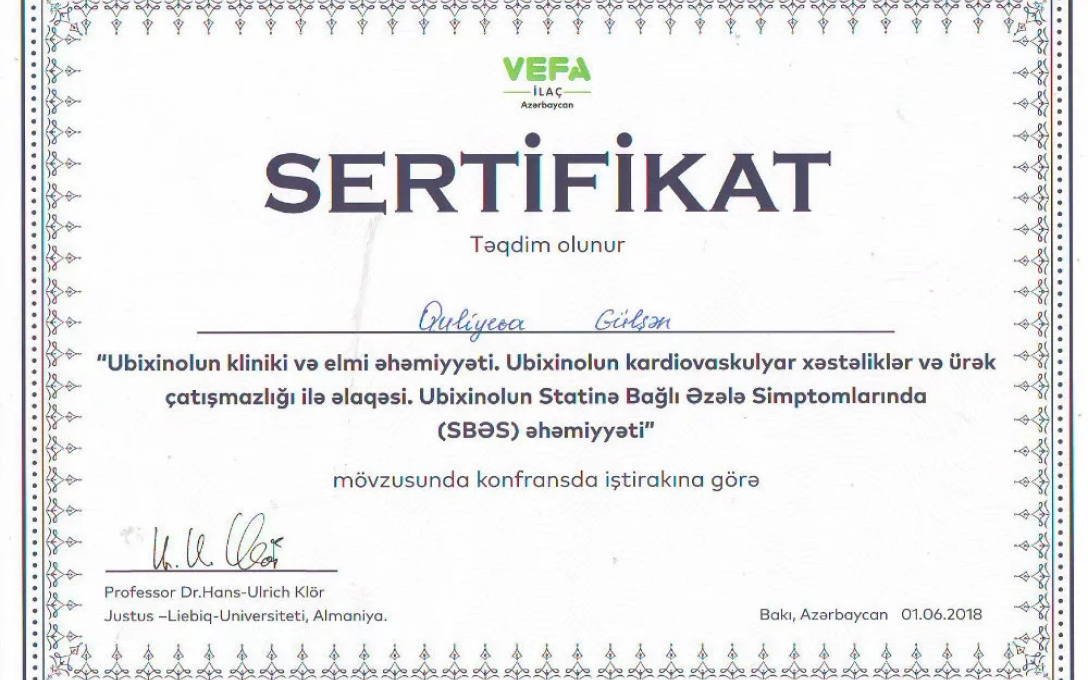 VEFA
İLAÇ
Azərbaycan
SERTİFİKAT
Təqdim olunur
Quliyeva Gülşən
“Ubixinolun kliniki və elmi əhəmiyyəti. Ubixinolun kardiovaskulyar xəstəliklər və ürək
çatışmazlığı ilə əlaqəsi. Ubixinolun Statinə Bağlı Əzələ Simptomlarında
(SBƏS) əhəmiyyəti”
mövzusunda konfransda iştirakına görə
Professor Dr.Hans-Ulrich Klör
Justus –Liebiq-Universiteti, Almaniya.
Bakı, Azərbaycan 01.06.2018